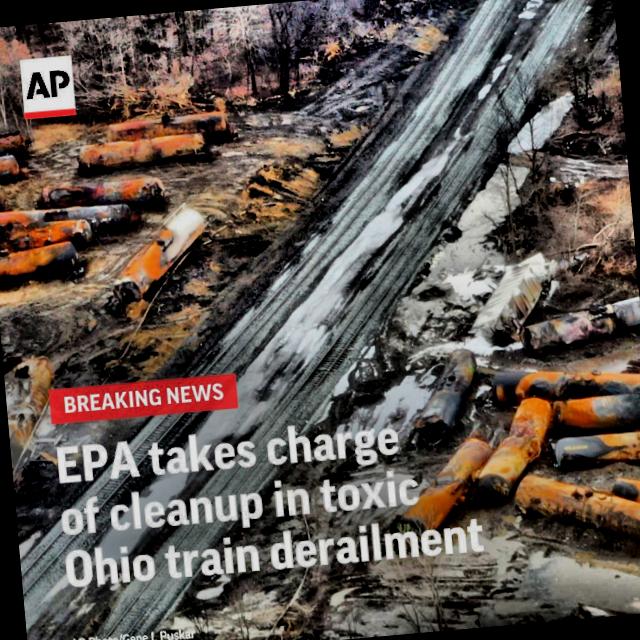 AP
BREAKING NEWS
EPA takes charge
of cleanup in toxic
Ohio train derailment